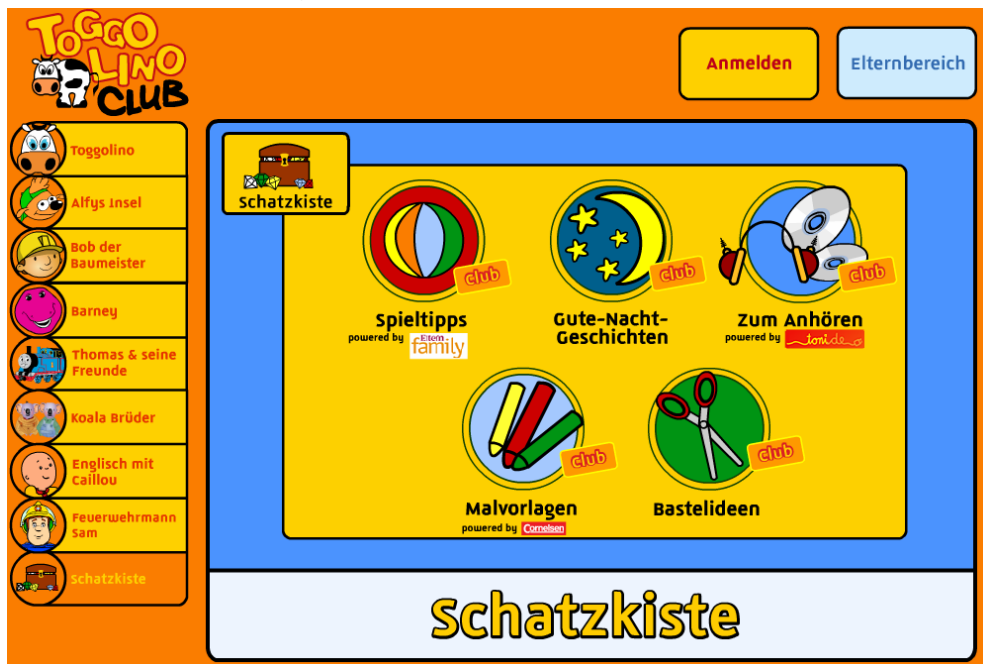 TOGGO
LINO
CLUB
Anmelden
Elternbereich
Toggolino
Alfys Insel
Bob der
Baumeister
Barney
Thomas & seine
Freunde
Koala Brüder
Englisch mit
Caillou
Feuerwehrmann
Sam
Schatzkiste
Schatzkiste
club
Spieltipps
powered by Eltern
family
club
Gute-Nacht-
Geschichten
club
Zum Anhören
powered by toni.de
club
Malvorlagen
powered by Cornelsen
club
Bastelideen
Schatzkiste